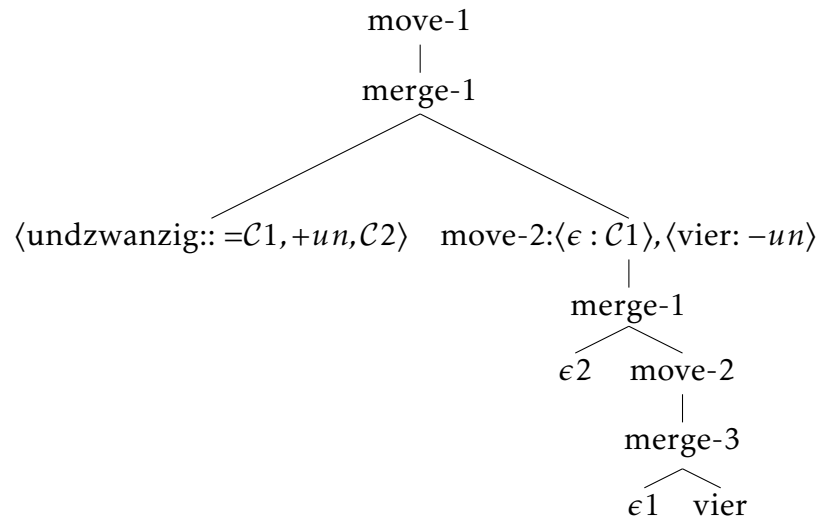 move-1
merge-1
⟨undzwanzig:: =𝒞1,+un,𝒞2⟩ move-2:⟨ϵ : 𝒞1⟩,⟨vier: −un⟩
merge-1
ϵ2 move-2
merge-3
ϵ1 vier